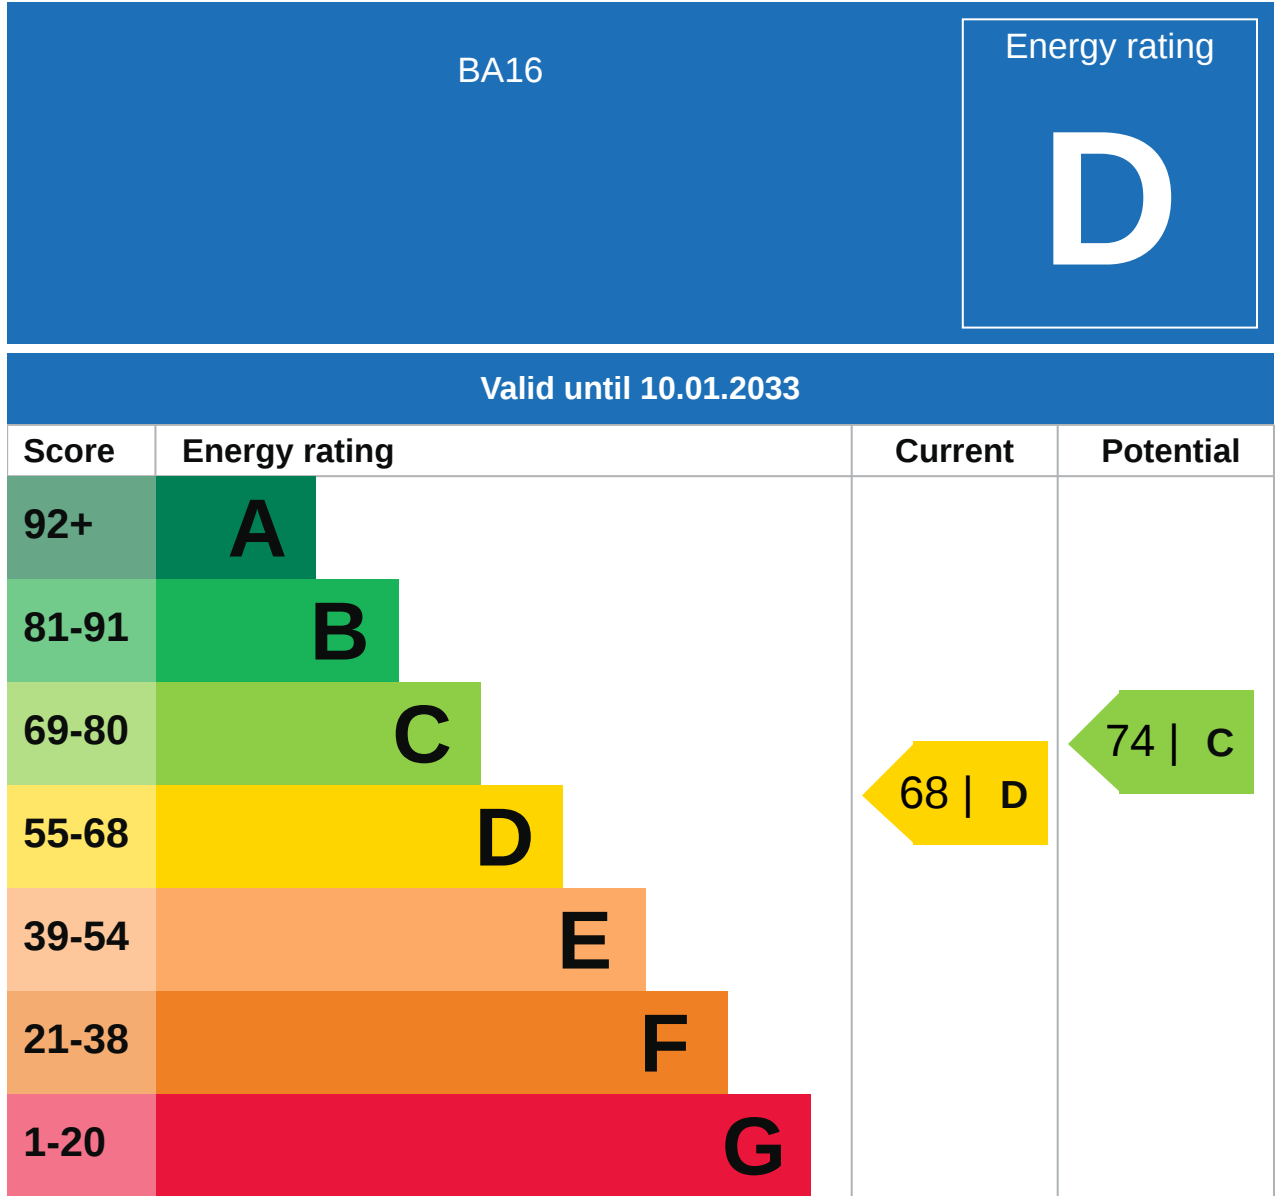 BA16
Energy rating
D
Valid until 10.01.2033
Score Energy rating Current Potential
92+ A
81-91 B
69-80 C
74 | C
68 | D
55-68 D
39-54 E
21-38 F
1-20 G